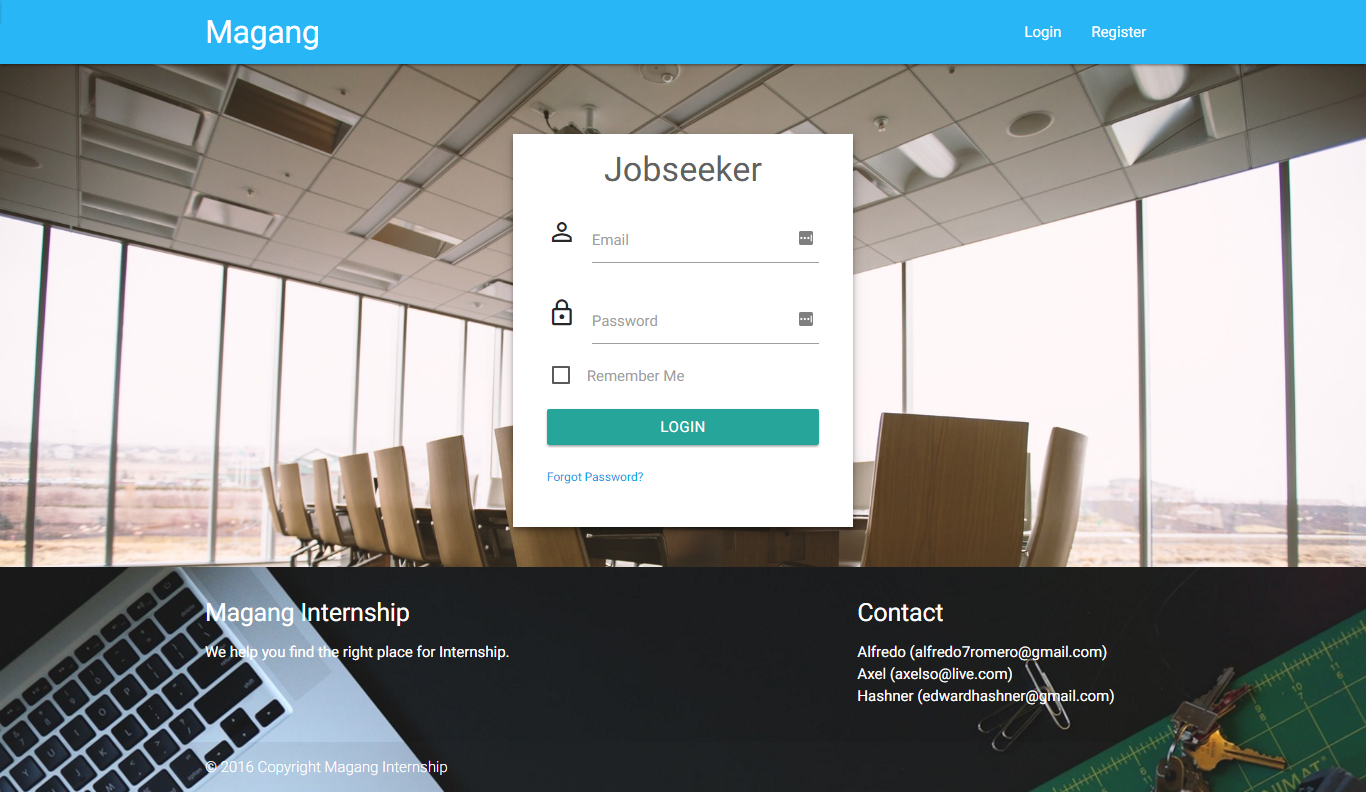 Magang
Login
Register
Jobseeker
Email
Password
Remember Me
LOGIN
Forgot Password?
Magang Internship
We help you find the right place for Internship.
Contact
Alfredo (alfredo7romero@gmail.com)
Axel (axelso@live.com)
Hashner (edwardhashner@gmail.com)
© 2016 Copyright Magang Internship